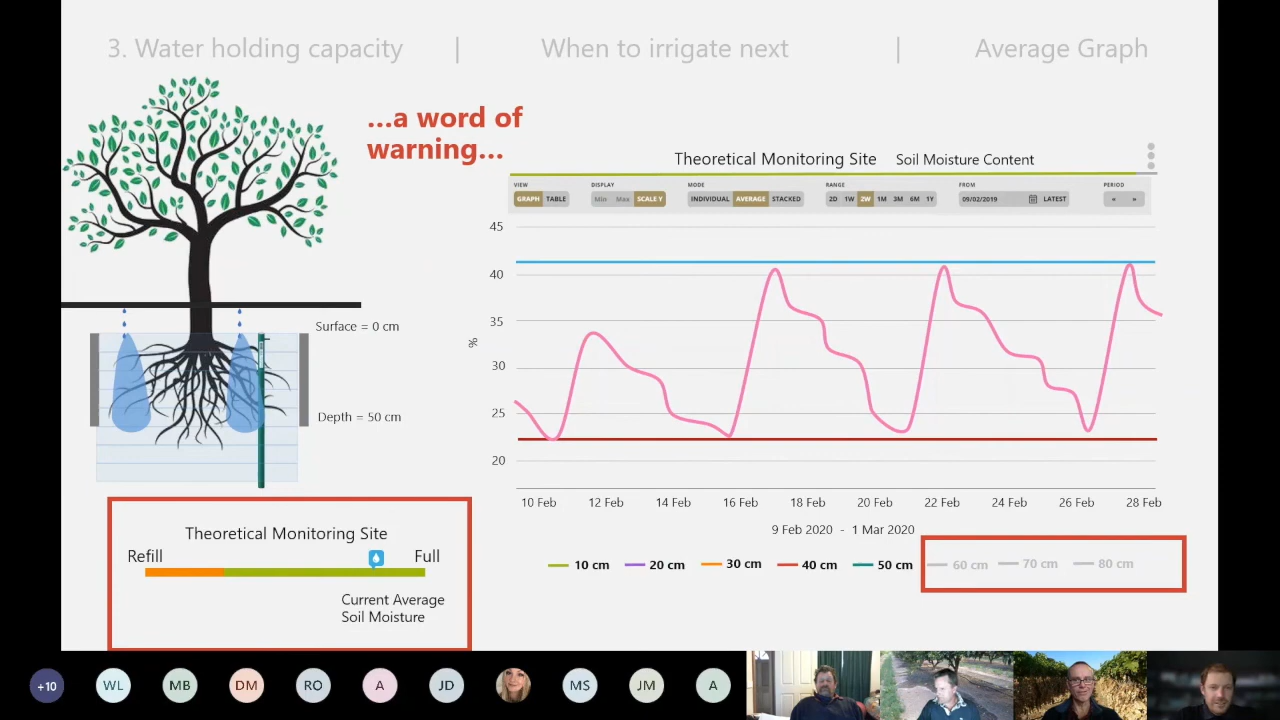 3. Water holding capacity | When to irrigate next | Average Graph
...a word of
warning...
Theoretical Monitoring Site Soil Moisture Content
VIEW DISPLAY MODE RANGE FROM PERIOD
GRAPH TABLE Min Max SCALE Y INDIVIDUAL AVERAGE STACKED 2D 1W 2W 1M 3M 6M 1Y 09/02/2019 LATEST « »
45
40
35
30
25
20
%
10 Feb 12 Feb 14 Feb 16 Feb 18 Feb 20 Feb 22 Feb 24 Feb 26 Feb 28 Feb
9 Feb 2020 - 1 Mar 2020
10 cm 20 cm 30 cm 40 cm 50 cm 60 cm 70 cm 80 cm
Surface = 0 cm
Depth = 50 cm
Theoretical Monitoring Site
Refill Full
Current Average
Soil Moisture
+10 WL MB DM RO A JD MS JM A